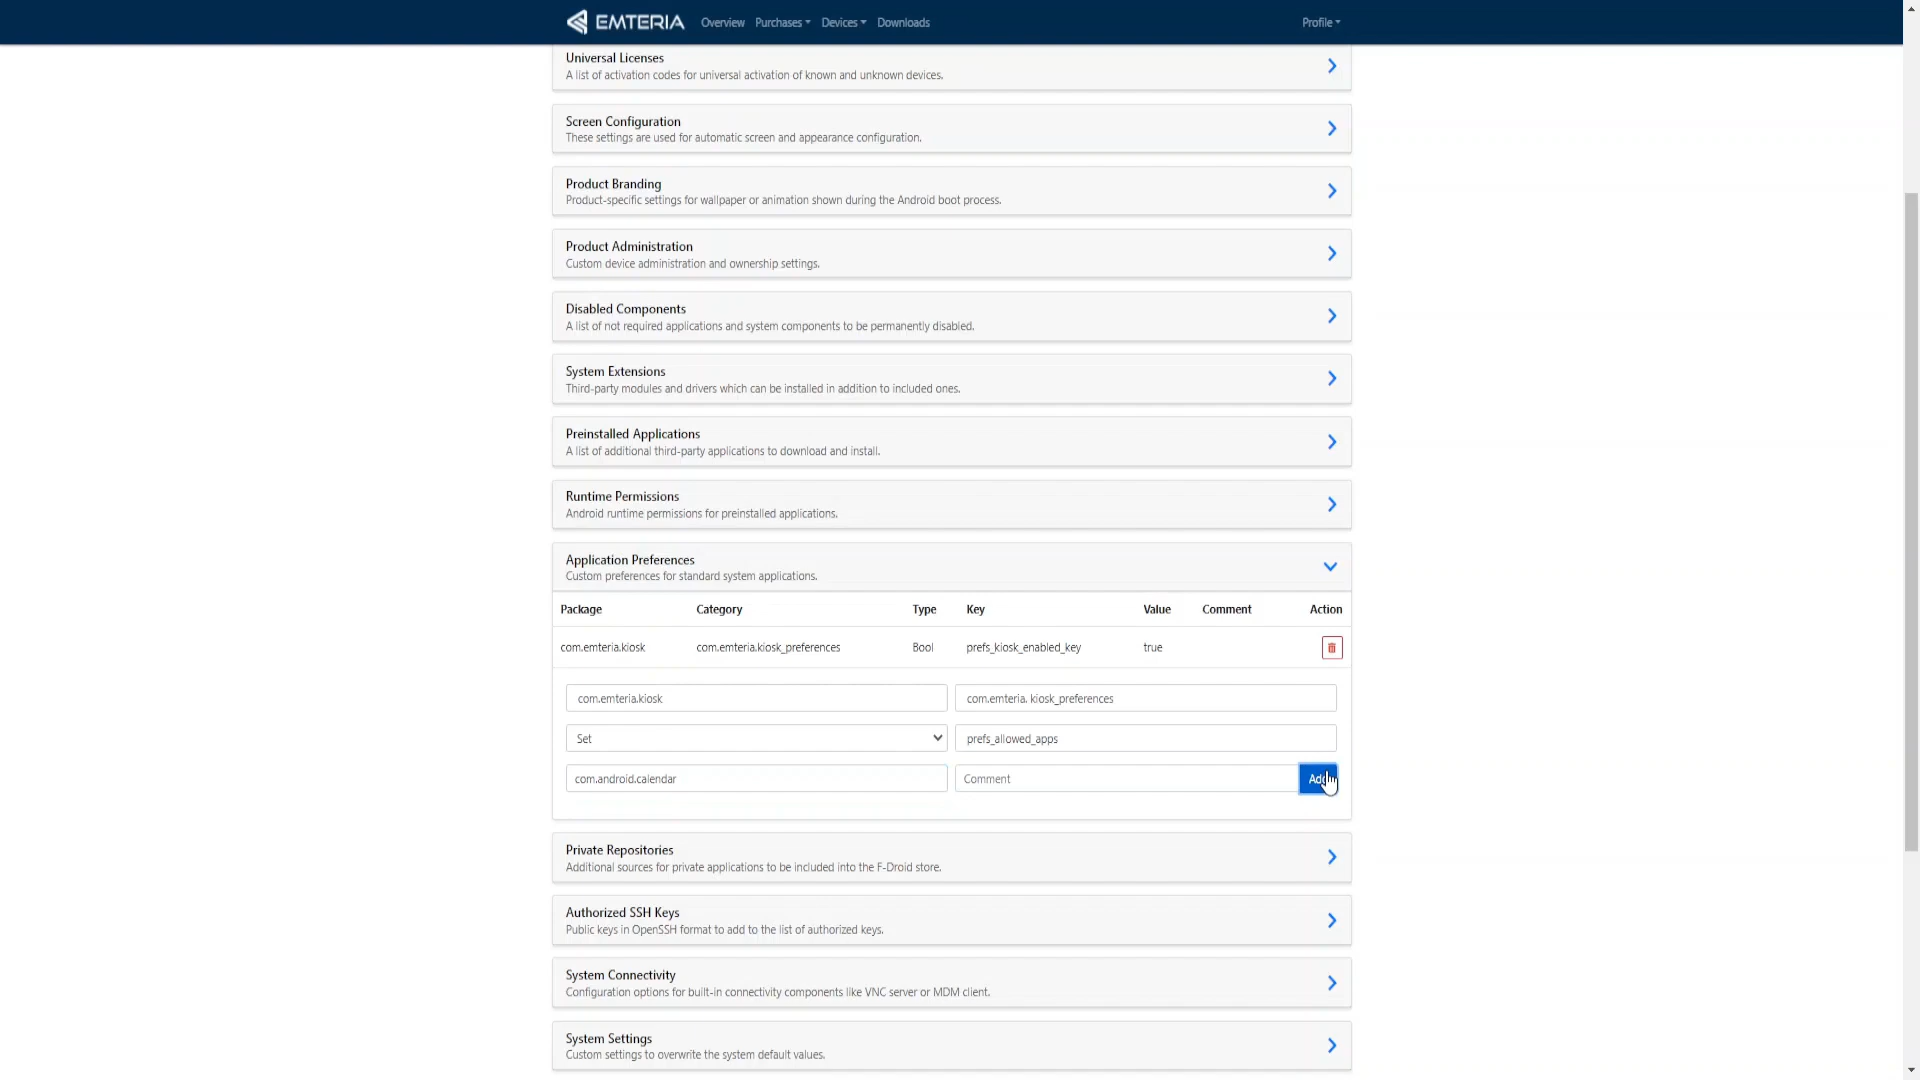 EMTERIA Overview Purchases Devices Downloads Profile
Universal Licenses
A list of activation codes for universal activation of known and unknown devices.
Screen Configuration
These settings are used for automatic screen and appearance configuration.
Product Branding
Product-specific settings for wallpaper or animation shown during the Android boot process.
Product Administration
Custom device administration and ownership settings.
Disabled Components
A list of not required applications and system components to be permanently disabled.
System Extensions
Third-party modules and drivers which can be installed in addition to included ones.
Preinstalled Applications
A list of additional third-party applications to download and install.
Runtime Permissions
Android runtime permissions for preinstalled applications.
Application Preferences
Custom preferences for standard system applications.
Package Category Type Key Value Comment Action
com.emteria.kiosk com.emteria.kiosk_preferences Bool prefs_kiosk_enabled_key true
com.emteria.kiosk com.emteria. kiosk_preferences
Set prefs_allowed_apps
com.android.calendar Comment
Private Repositories
Additional sources for private applications to be included into the F-Droid store.
Authorized SSH Keys
Public keys in OpenSSH format to add to the list of authorized keys.
System Connectivity
Configuration options for built-in connectivity components like VNC server or MDM client.
System Settings
Custom settings to overwrite the system default values.